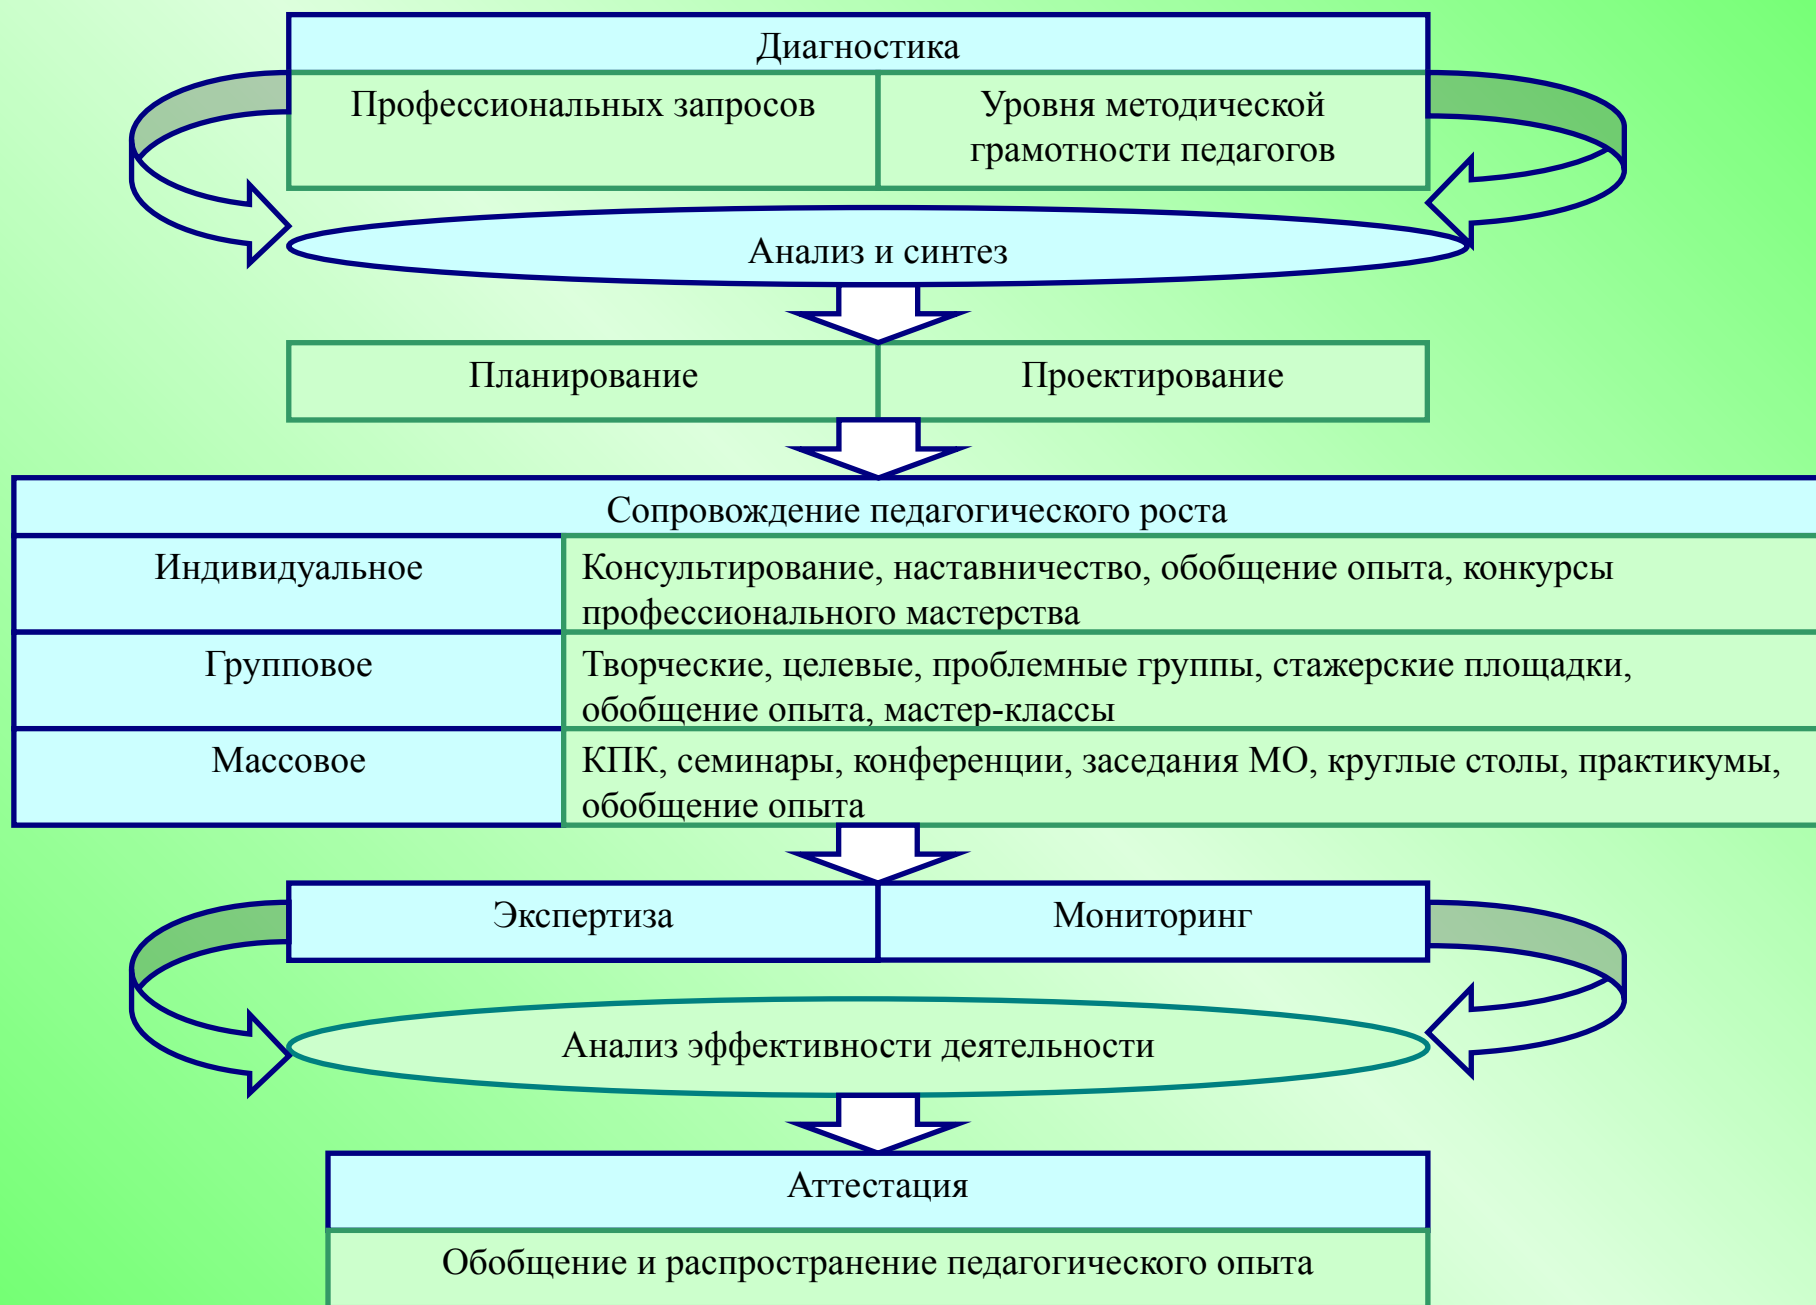 Диагностика
Профессиональных запросов
Уровня методической
грамотности педагогов
Анализ и синтез
Планирование
Проектирование
Сопровождение педагогического роста
Индивидуальное
Консультирование, наставничество, обобщение опыта, конкурсы
профессионального мастерства
Групповое
Творческие, целевые, проблемные группы, стажерские площадки,
обобщение опыта, мастер-классы
Массовое
КПК, семинары, конференции, заседания МО, круглые столы, практикумы,
обобщение опыта
Экспертиза
Мониторинг
Анализ эффективности деятельности
Аттестация
Обобщение и распространение педагогического опыта